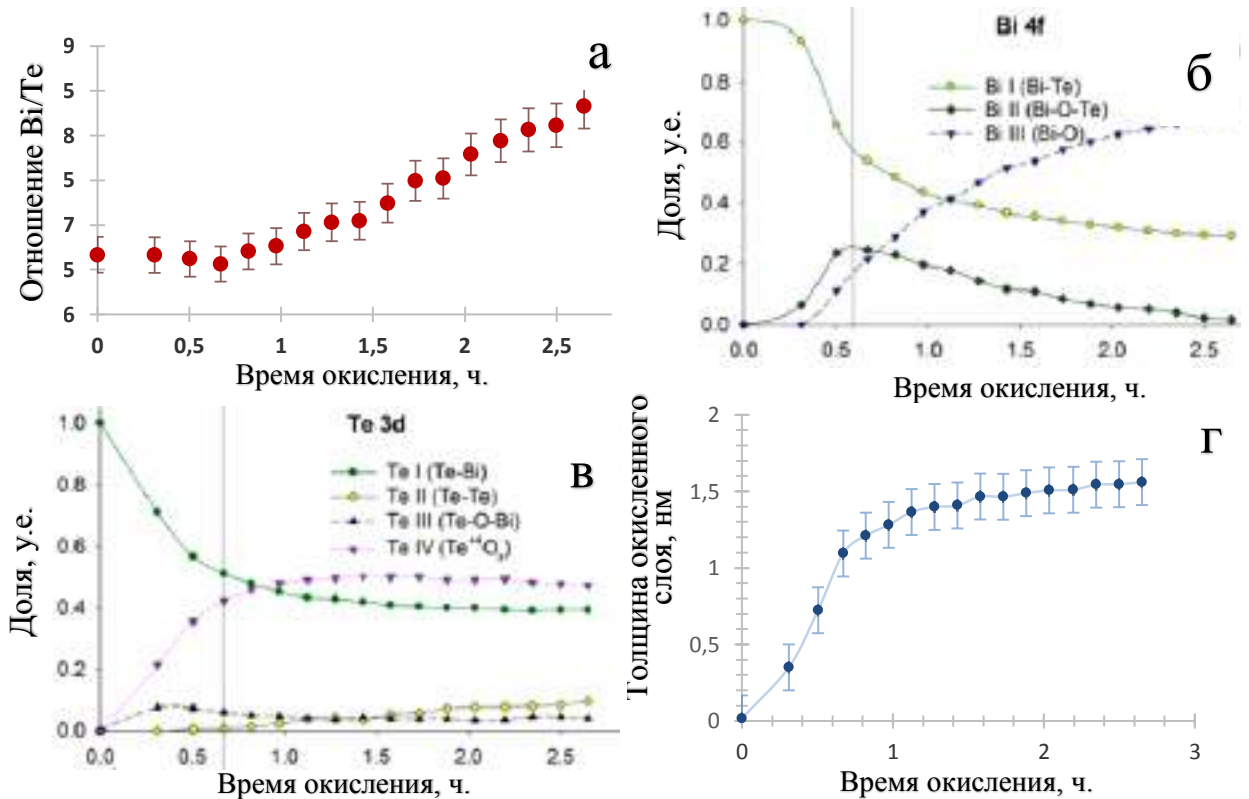 а
Отношение Bi/Te
9
5
8
5
7
5
6
0
0,5
1
1,5
2
2,5
Время окисления, ч.
б
Bi 4f
Bi I (Bi-Te)
Bi II (Bi-O-Te)
Bi III (Bi-O)
Доля, у.е.
1.0
0.8
0.6
0.4
0.2
0.0
0.0
0.5
1.0
1.5
2.0
2.5
Время окисления, ч.
в
Te 3d
Te I (Te-Bi)
Te II (Te-Te)
Te III (Te-O-Bi)
Te IV (Te⁺⁴Oₓ)
Доля, у.е.
1.0
0.8
0.6
0.4
0.2
0.0
0.0
0.5
1.0
1.5
2.0
2.5
Время окисления, ч.
г
Толщина окисленного
слоя, нм
2
1,5
1
0,5
0
0
1
2
3
Время окисления, ч.